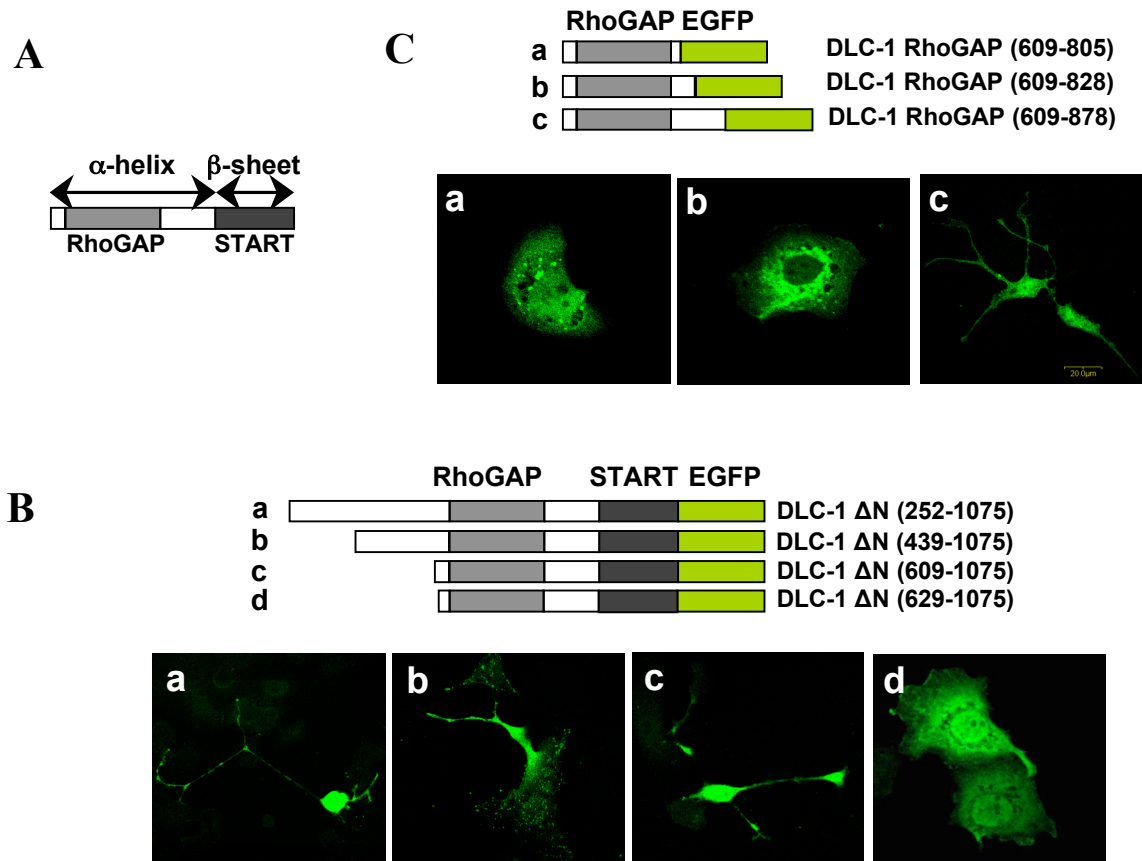 A
α-helix β-sheet
RhoGAP START
C
RhoGAP EGFP
a DLC-1 RhoGAP (609-805)
b DLC-1 RhoGAP (609-828)
c DLC-1 RhoGAP (609-878)
a b c
20.0µm
B
RhoGAP START EGFP
a DLC-1 ΔN (252-1075)
b DLC-1 ΔN (439-1075)
c DLC-1 ΔN (609-1075)
d DLC-1 ΔN (629-1075)
a b c d